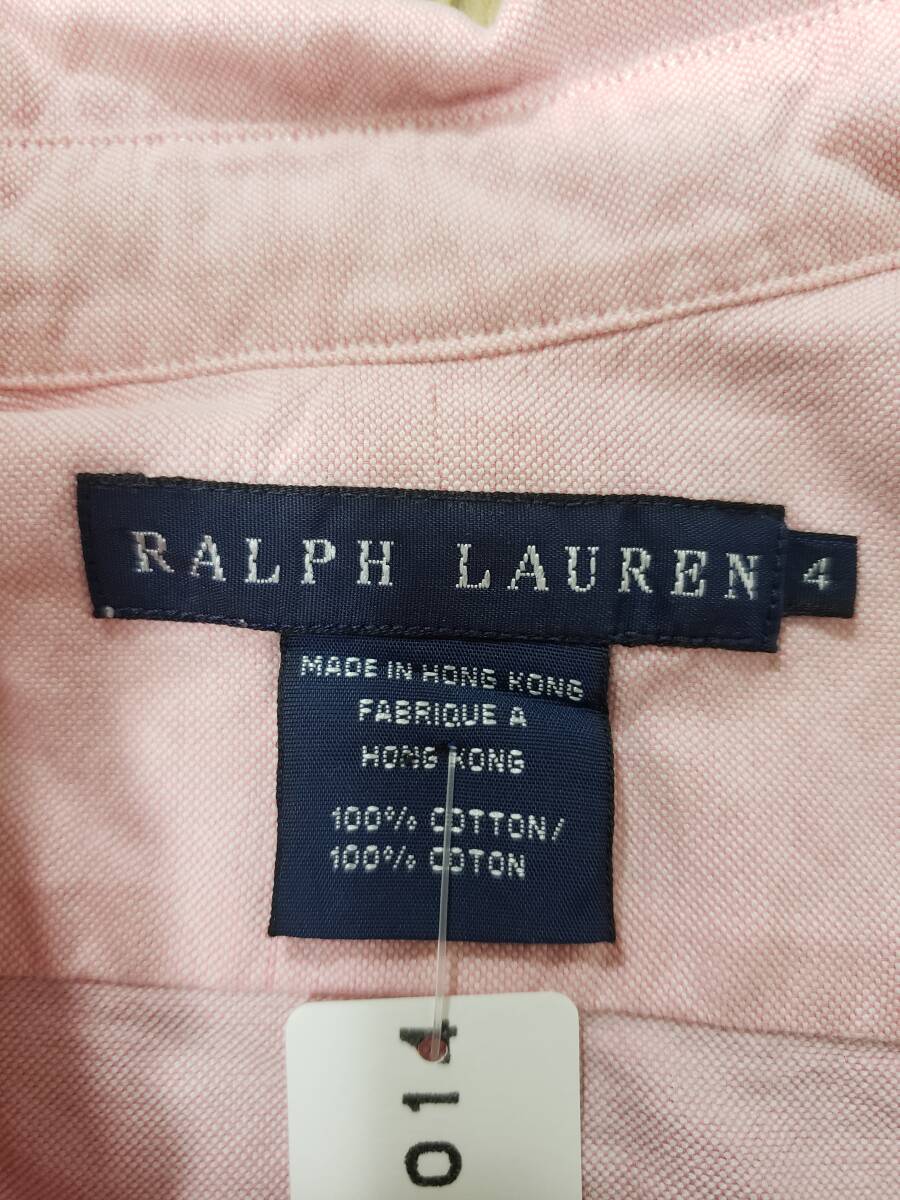 RALPH LAUREN 4
MADE IN HONG KONG
FABRIQUE A
HONG KONG
100% COTTON/
100% COTON
014